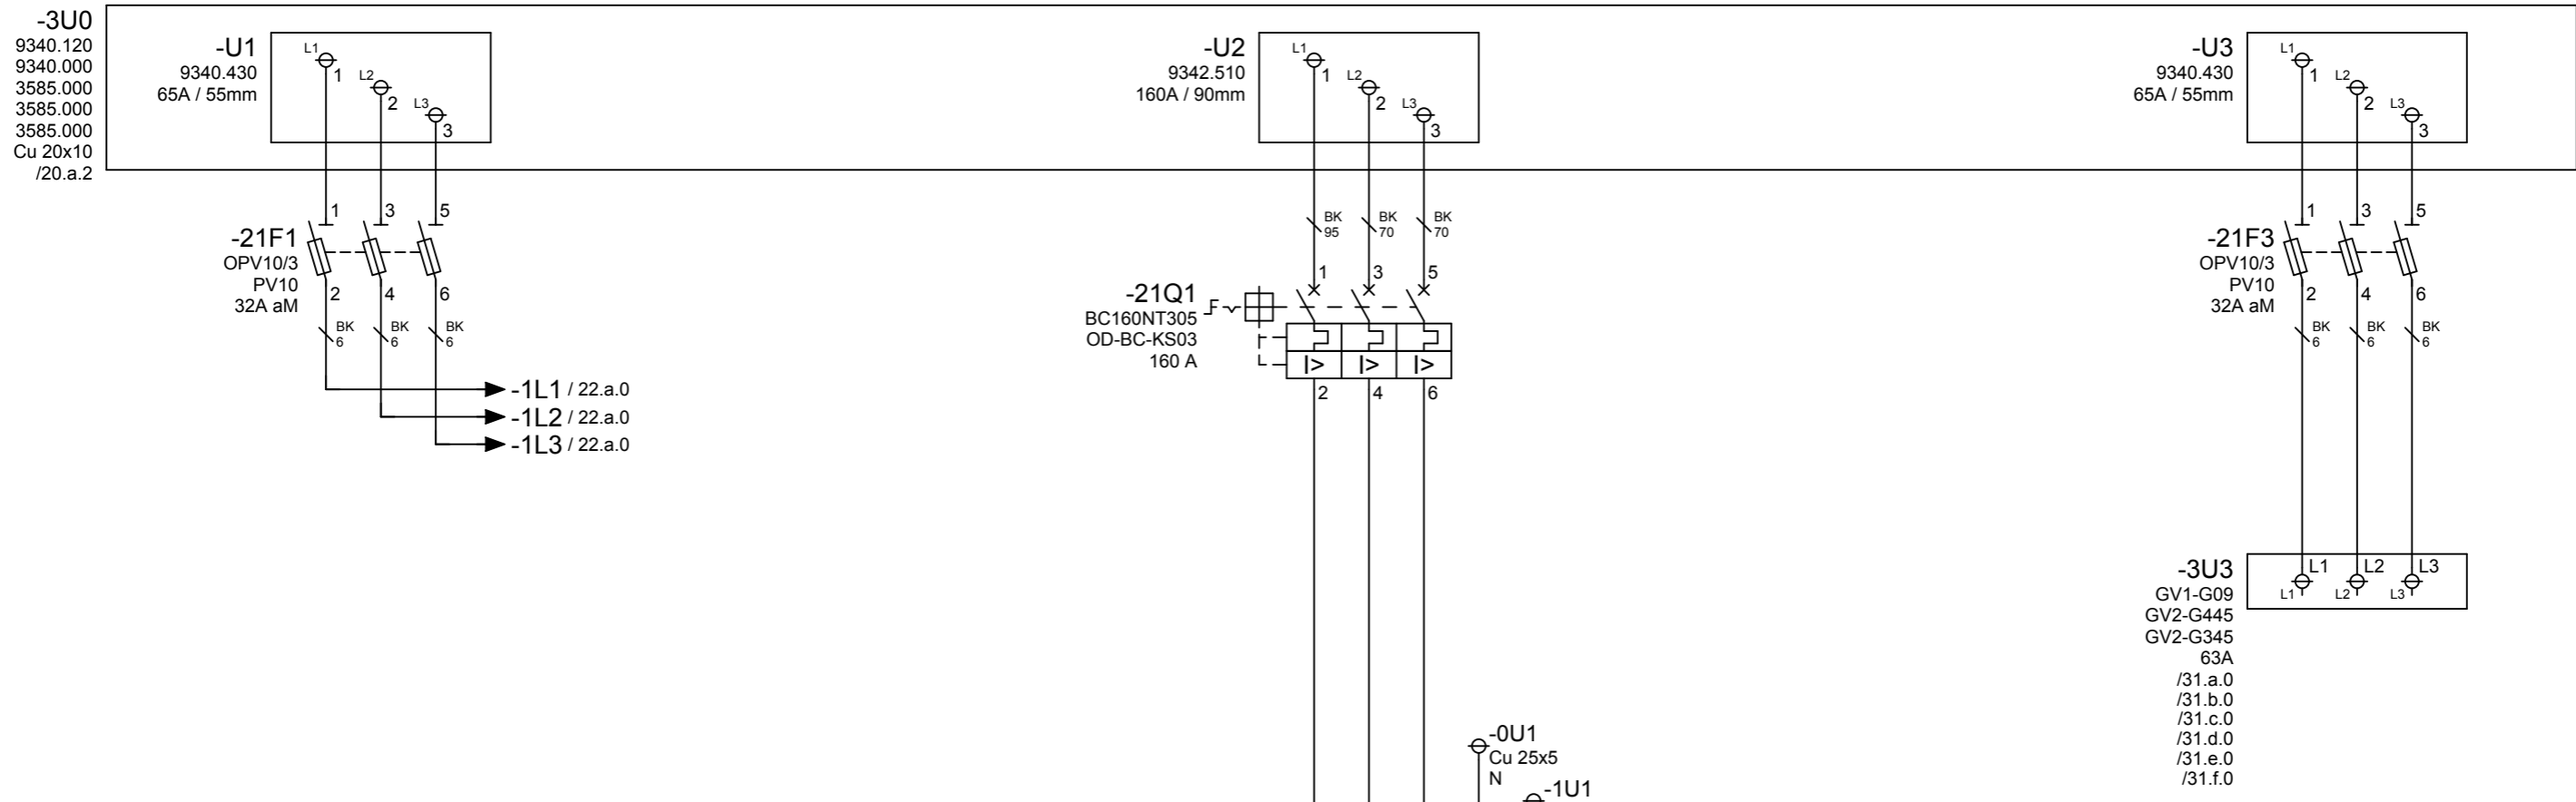 -3U0
9340.120
9340.000
3585.000
3585.000
3585.000
Cu 20x10
/20.a.2
-U1
9340.430
65A / 55mm
L1
1
L2
2
L3
3
-U2
9342.510
160A / 90mm
L1
1
L2
2
L3
3
-U3
9340.430
65A / 55mm
L1
1
L2
2
L3
3
-21F1
OPV10/3
PV10
32A aM
1 3 5
2 4 6
BK BK BK
6 6 6
-1L1 / 22.a.0
-1L2 / 22.a.0
-1L3 / 22.a.0
BK BK BK
95 70 70
-21Q1
BC160NT305
OD-BC-KS03
160 A
1 3 5
I> I> I>
2 4 6
-21F3
OPV10/3
PV10
32A aM
1 3 5
2 4 6
BK BK BK
6 6 6
-3U3
GV1-G09
GV2-G445
GV2-G345
63A
/31.a.0
/31.b.0
/31.c.0
/31.d.0
/31.e.0
/31.f.0
L1 L2 L3
L1 L2 L3
-0U1
Cu 25x5
N
-1U1